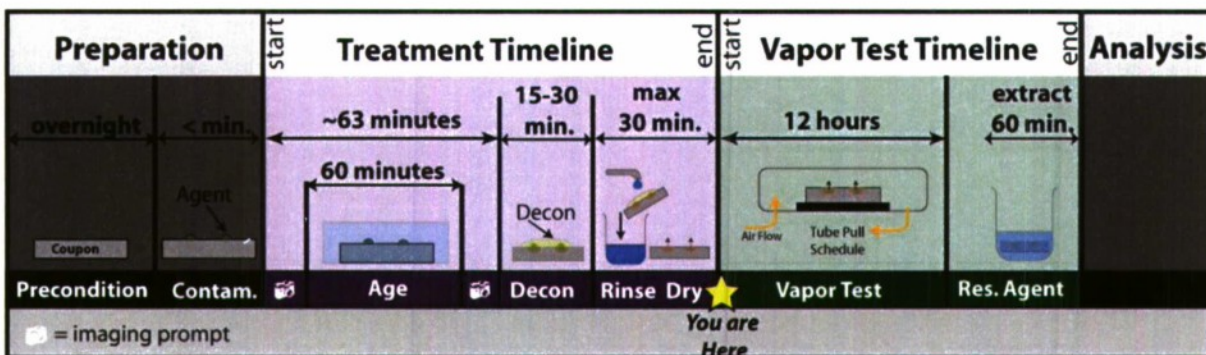 Preparation
start
Treatment Timeline
end
start
Vapor Test Timeline
end
Analysis
overnight
< min.
~63 minutes
15-30
min.
max
30 min.
12 hours
extract
60 min.
60 minutes
Agent
Decon
Coupon
Air Flow
Tube Pull
Schedule
Precondition
Contam.
Age
Decon
Rinse Dry
Vapor Test
Res. Agent
= imaging prompt
You are
Here